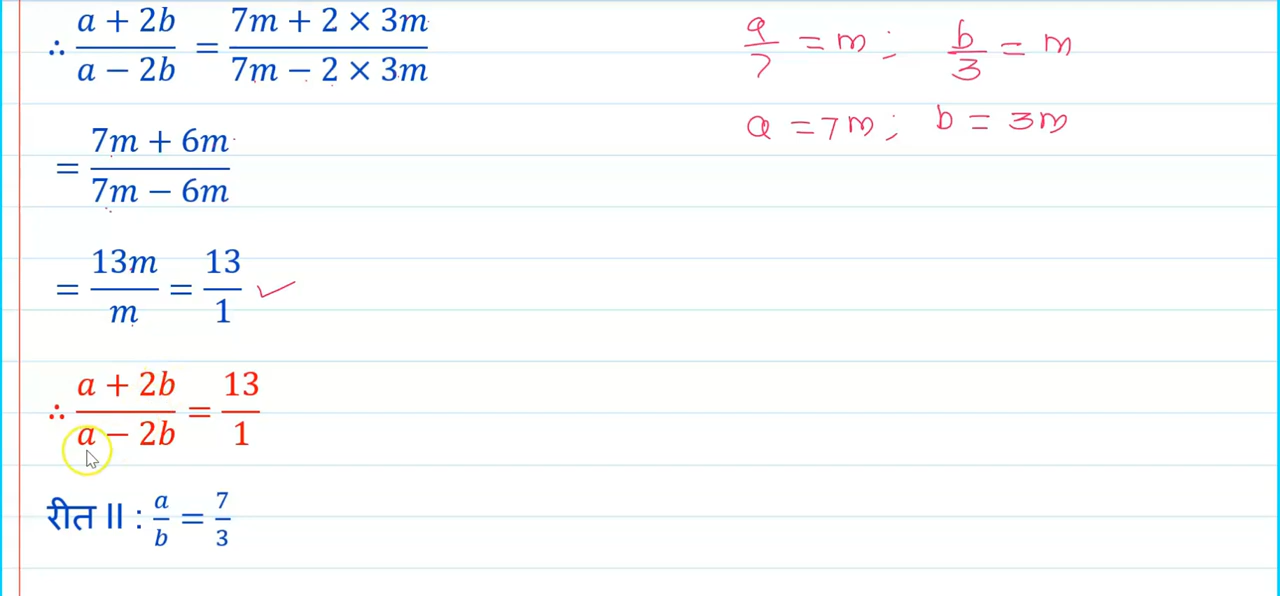 ∴ (a + 2b)/(a − 2b) = (7m + 2 × 3m)/(7m − 2 × 3m)
= (7m + 6m)/(7m − 6m)
= 13m/m = 13/1 ✓
∴ (a + 2b)/(a − 2b) = 13/1
रीत II : a/b = 7/3
a/7 = m ; b/3 = m
a = 7m ; b = 3m